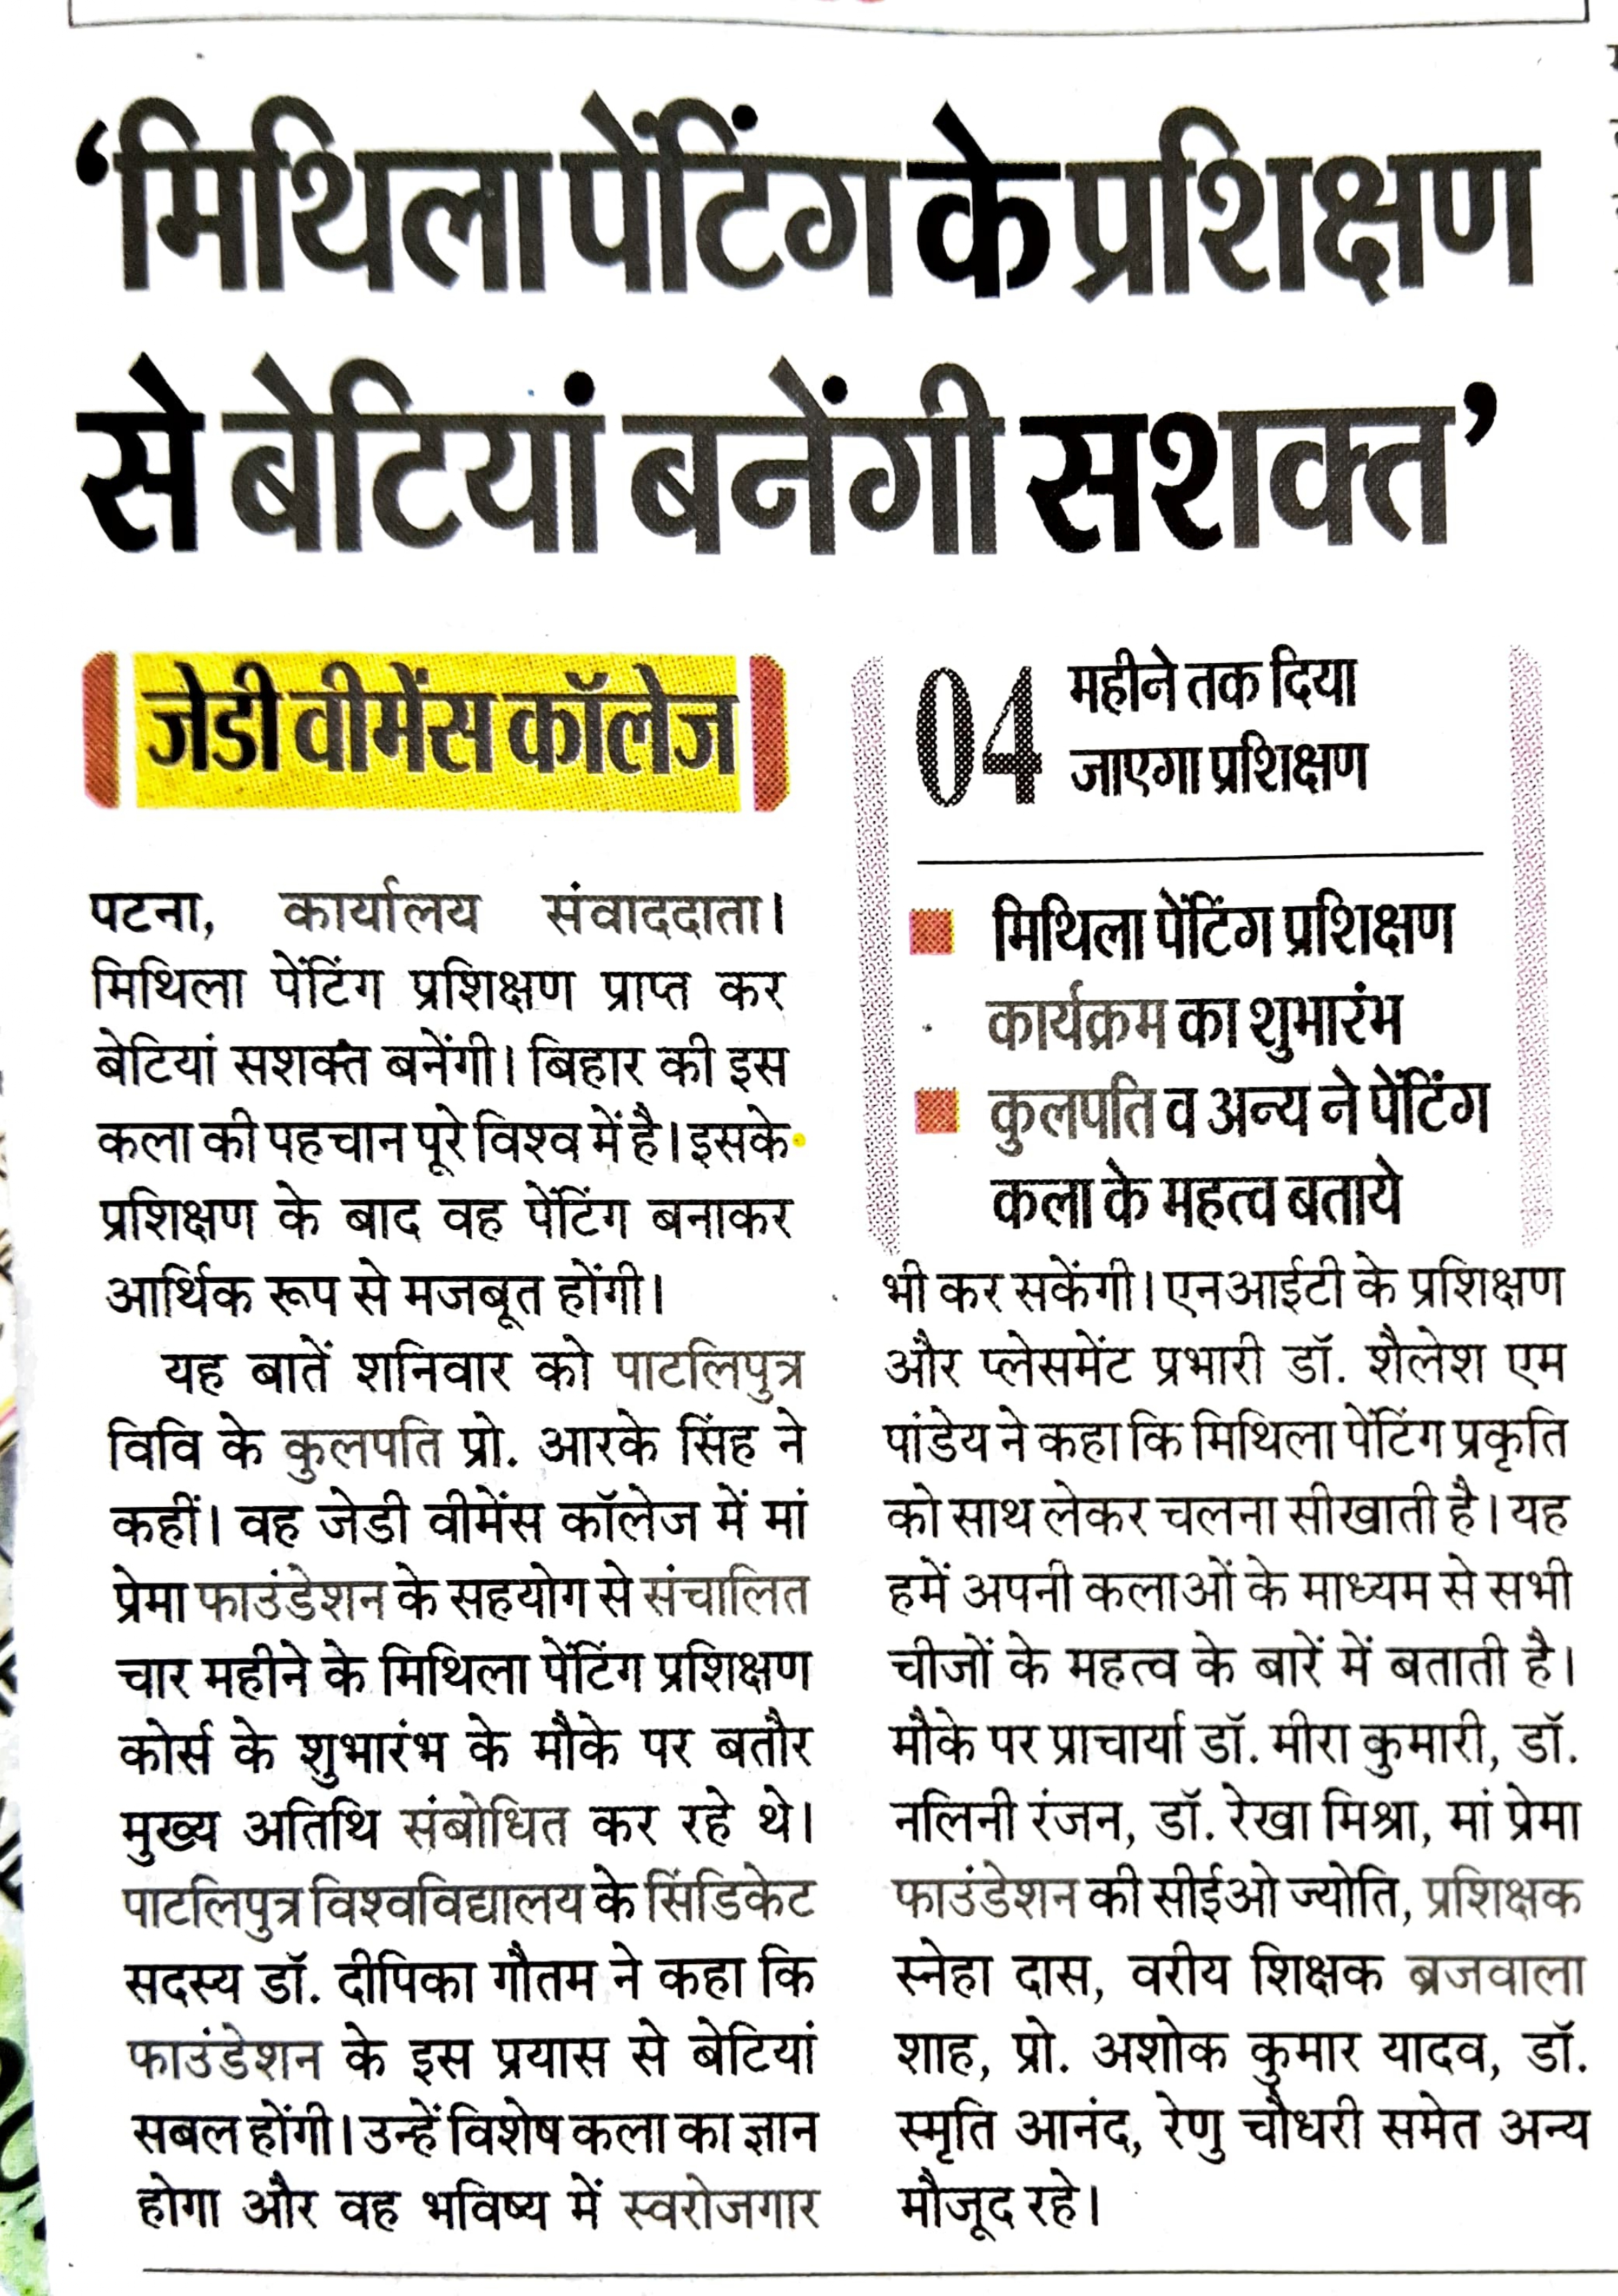 ‘मिथिला पेंटिंग के प्रशिक्षण
से बेटियां बनेंगी सशक्त’
जेडी वीमेंस कॉलेज
पटना, कार्यालय संवाददाता।
मिथिला पेंटिंग प्रशिक्षण प्राप्त कर
बेटियां सशक्त बनेंगी। बिहार की इस
कला की पहचान पूरे विश्व में है। इसके
प्रशिक्षण के बाद वह पेंटिंग बनाकर
आर्थिक रूप से मजबूत होंगी।
यह बातें शनिवार को पाटलिपुत्र
विवि के कुलपति प्रो. आरके सिंह ने
कहीं। वह जेडी वीमेंस कॉलेज में मां
प्रेमा फाउंडेशन के सहयोग से संचालित
चार महीने के मिथिला पेंटिंग प्रशिक्षण
कोर्स के शुभारंभ के मौके पर बतौर
मुख्य अतिथि संबोधित कर रहे थे।
पाटलिपुत्र विश्वविद्यालय के सिंडिकेट
सदस्य डॉ. दीपिका गौतम ने कहा कि
फाउंडेशन के इस प्रयास से बेटियां
सबल होंगी। उन्हें विशेष कला का ज्ञान
होगा और वह भविष्य में स्वरोजगार
04 महीने तक दिया
जाएगा प्रशिक्षण
मिथिला पेंटिंग प्रशिक्षण
कार्यक्रम का शुभारंभ
कुलपति व अन्य ने पेंटिंग
कला के महत्व बताये
भी कर सकेंगी। एनआईटी के प्रशिक्षण
और प्लेसमेंट प्रभारी डॉ. शैलेश एम
पांडेय ने कहा कि मिथिला पेंटिंग प्रकृति
को साथ लेकर चलना सीखाती है। यह
हमें अपनी कलाओं के माध्यम से सभी
चीजों के महत्व के बारें में बताती है।
मौके पर प्राचार्या डॉ. मीरा कुमारी, डॉ.
नलिनी रंजन, डॉ. रेखा मिश्रा, मां प्रेमा
फाउंडेशन की सीईओ ज्योति, प्रशिक्षक
स्नेहा दास, वरीय शिक्षक ब्रजवाला
शाह, प्रो. अशोक कुमार यादव, डॉ.
स्मृति आनंद, रेणु चौधरी समेत अन्य
मौजूद रहे।